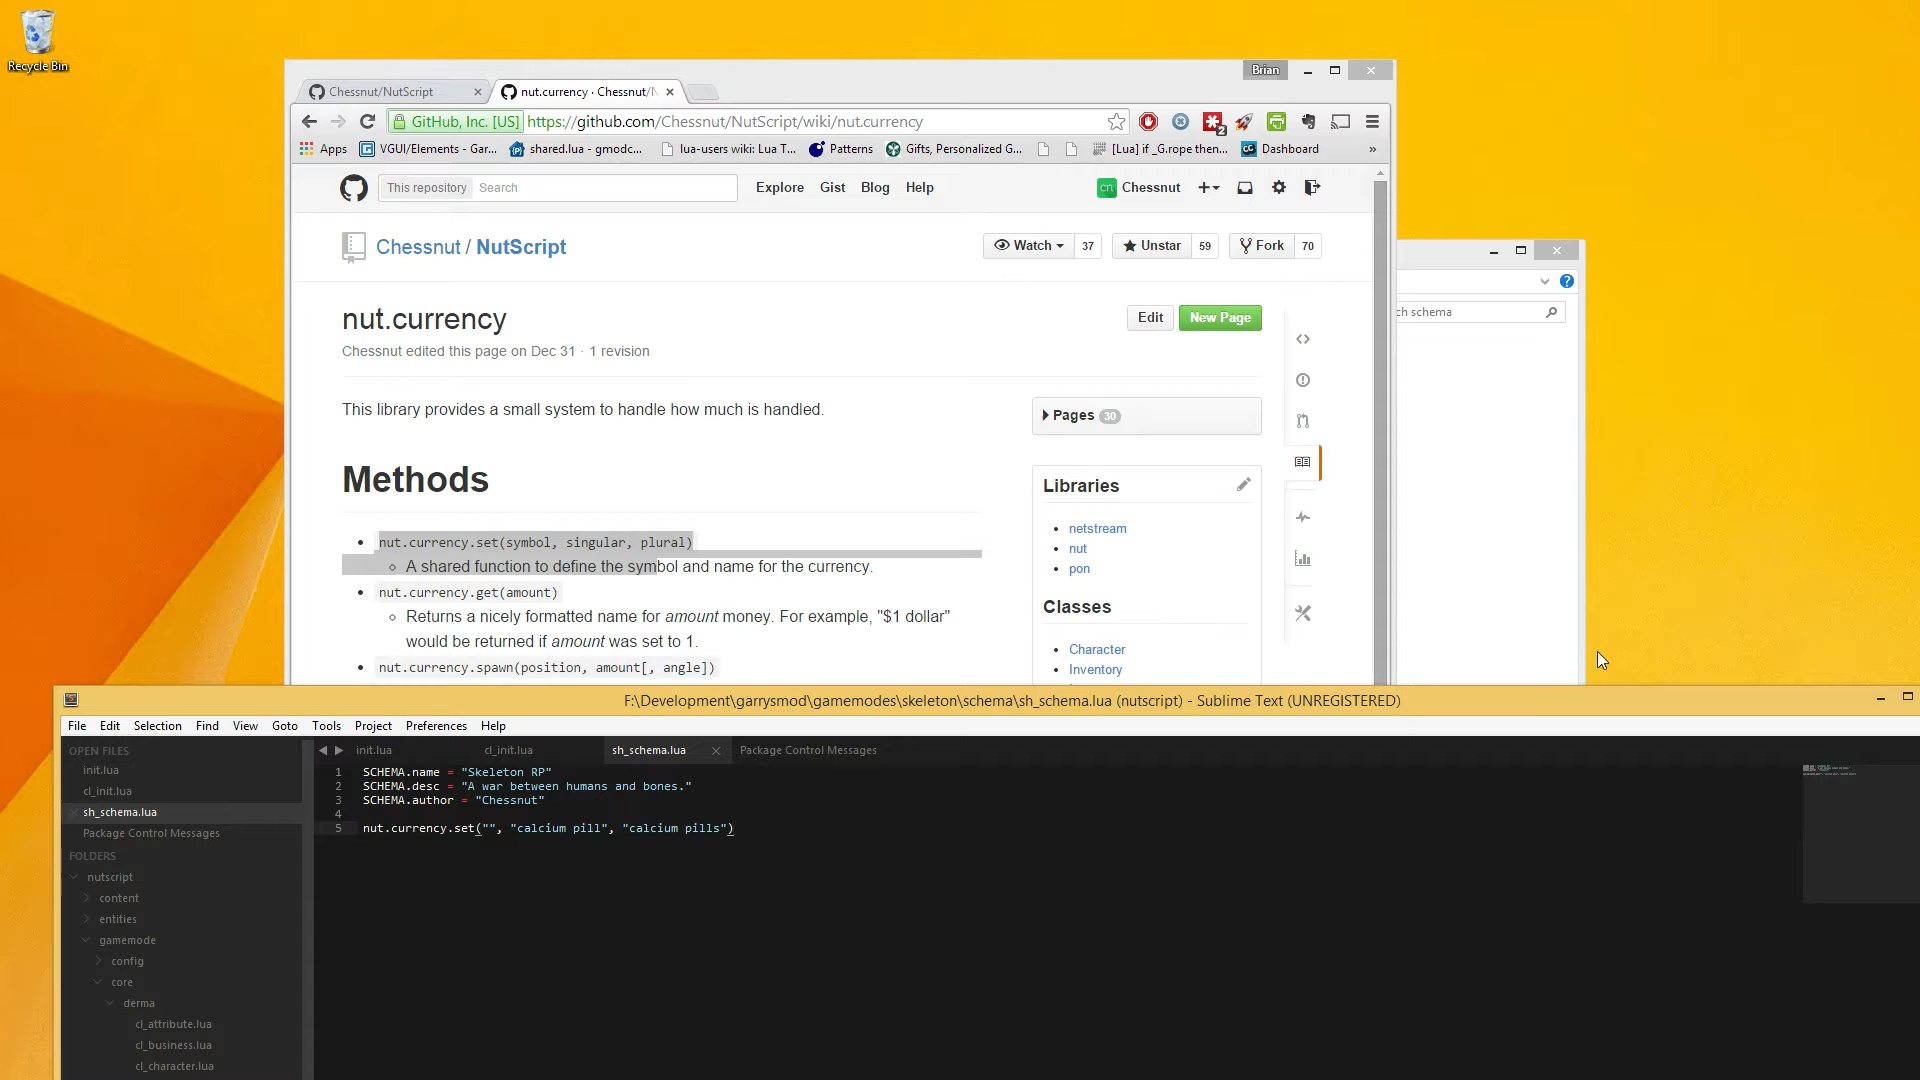 Recycle Bin
Brian
Chessnut/NutScript
nut.currency · Chessnut/N
GitHub, Inc. [US] https://github.com/Chessnut/NutScript/wiki/nut.currency
2
Apps VGUI/Elements - Gar... shared.lua - gmodc... lua-users wiki: Lua T... Patterns Gifts, Personalized G... [Lua] if _G.rope then... Dashboard »
This repository Search Explore Gist Blog Help cn Chessnut
Chessnut / NutScript Watch 37 Unstar 59 Fork 70
ch schema
nut.currency Edit New Page
Chessnut edited this page on Dec 31 · 1 revision
This library provides a small system to handle how much is handled.
Pages 30
Methods
nut.currency.set(symbol, singular, plural)
A shared function to define the symbol and name for the currency.
nut.currency.get(amount)
Returns a nicely formatted name for amount money. For example, "$1 dollar"
would be returned if amount was set to 1.
nut.currency.spawn(position, amount[, angle])
Libraries
netstream
nut
pon
Classes
Character
Inventory
F:\Development\garrysmod\gamemodes\skeleton\schema\sh_schema.lua (nutscript) - Sublime Text (UNREGISTERED)
File Edit Selection Find View Goto Tools Project Preferences Help
OPEN FILES
init.lua
cl_init.lua
sh_schema.lua
Package Control Messages
FOLDERS
nutscript
content
entities
gamemode
config
core
derma
cl_attribute.lua
cl_business.lua
cl_character.lua
init.lua cl_init.lua sh_schema.lua Package Control Messages
1 SCHEMA.name = "Skeleton RP"
2 SCHEMA.desc = "A war between humans and bones."
3 SCHEMA.author = "Chessnut"
4
5 nut.currency.set("", "calcium pill", "calcium pills")